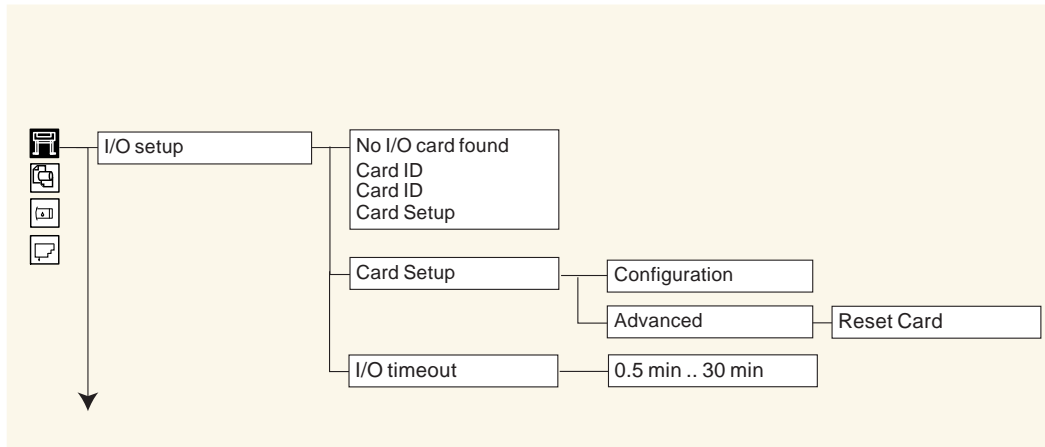 I/O setup
No I/O card found
Card ID
Card ID
Card Setup
Card Setup
Configuration
Advanced
Reset Card
I/O timeout
0.5 min .. 30 min